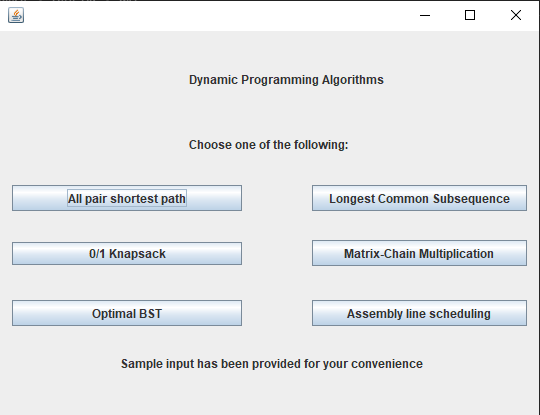 Dynamic Programming Algorithms
Choose one of the following:
All pair shortest path
Longest Common Subsequence
0/1 Knapsack
Matrix-Chain Multiplication
Optimal BST
Assembly line scheduling
Sample input has been provided for your convenience